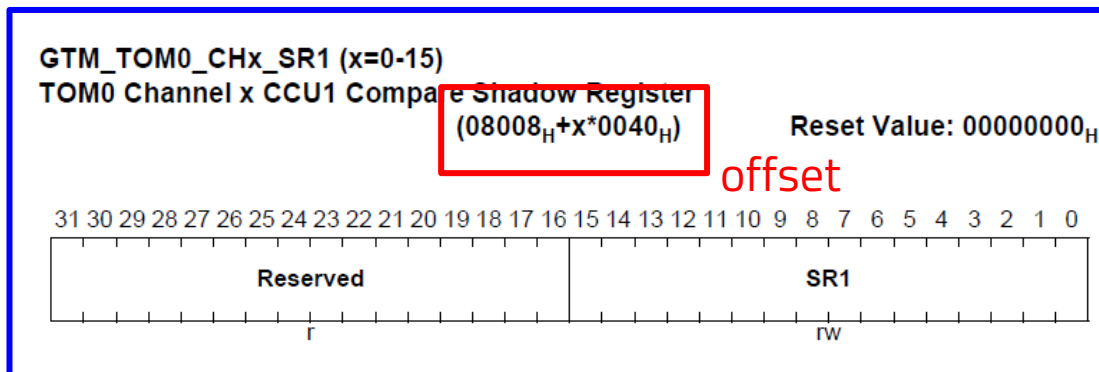 GTM_TOM0_CHx_SR1 (x=0-15)
TOM0 Channel x CCU1 Compare Shadow Register
(08008H+x*0040H) Reset Value: 00000000H
offset
31 30 29 28 27 26 25 24 23 22 21 20 19 18 17 16 15 14 13 12 11 10 9 8 7 6 5 4 3 2 1 0
Reserved SR1
r rw